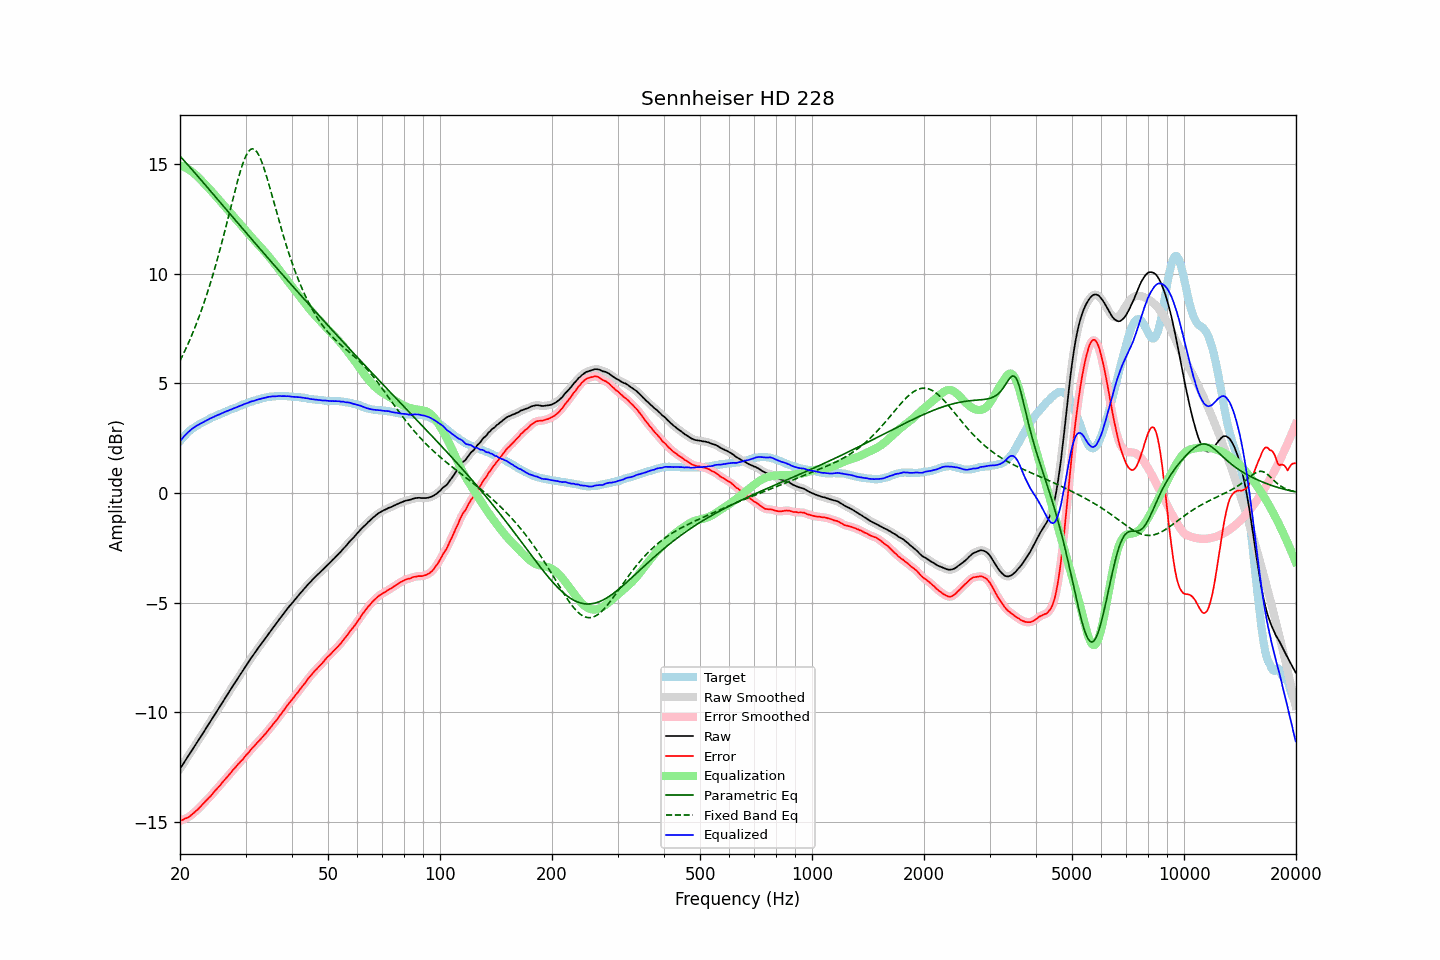 Sennheiser HD 228
Amplitude (dBr)
15
10
5
0
−5
−10
−15
Target
Raw Smoothed
Error Smoothed
Raw
Error
Equalization
Parametric Eq
Fixed Band Eq
Equalized
20 50 100 200 500 1000 2000 5000 10000 20000
Frequency (Hz)